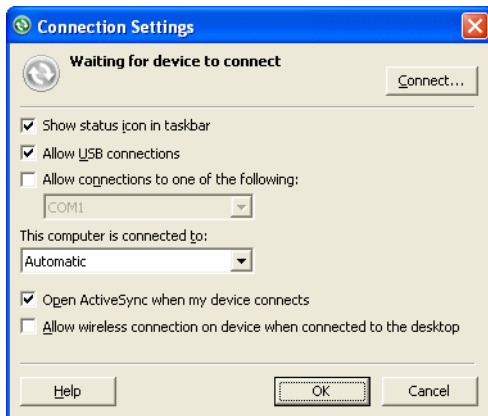 Connection Settings
Waiting for device to connect
Connect...
Show status icon in taskbar
Allow USB connections
Allow connections to one of the following:
COM1
This computer is connected to:
Automatic
Open ActiveSync when my device connects
Allow wireless connection on device when connected to the desktop
Help
OK
Cancel